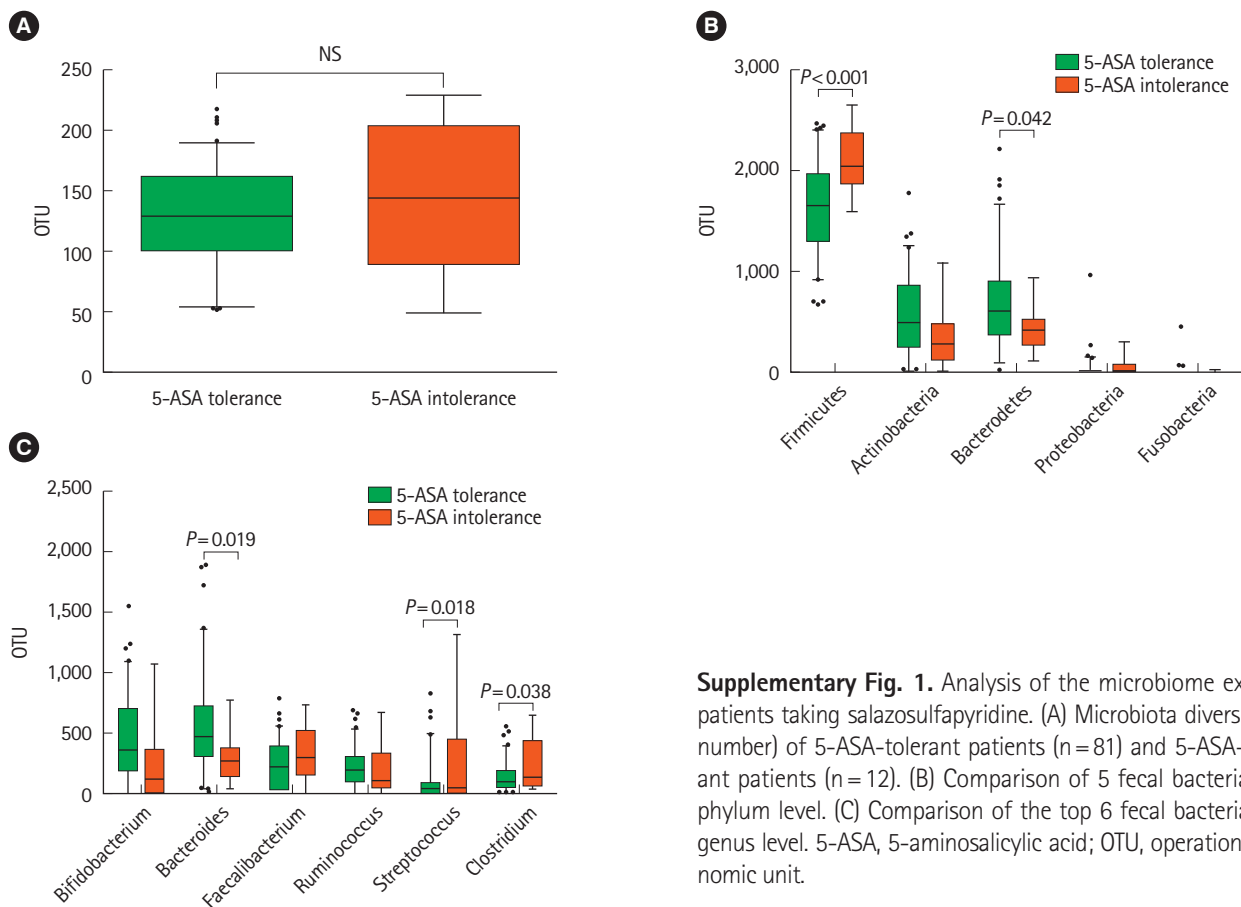 A
NS
250
200
150
100
50
0
OTU
5-ASA tolerance
5-ASA intolerance
B
5-ASA tolerance
5-ASA intolerance
3,000
2,000
1,000
0
OTU
P<0.001
P=0.042
Firmicutes
Actinobacteria
Bacterodetes
Proteobacteria
Fusobacteria
C
5-ASA tolerance
5-ASA intolerance
2,500
2,000
1,500
1,000
500
0
OTU
P=0.019
P=0.018
P=0.038
Bifidobacterium
Bacteroides
Faecalibacterium
Ruminococcus
Streptococcus
Clostridium
Supplementary Fig. 1. Analysis of the microbiome ex
patients taking salazosulfapyridine. (A) Microbiota divers
number) of 5-ASA-tolerant patients (n=81) and 5-ASA-
ant patients (n=12). (B) Comparison of 5 fecal bacteria
phylum level. (C) Comparison of the top 6 fecal bacteria
genus level. 5-ASA, 5-aminosalicylic acid; OTU, operation
nomic unit.